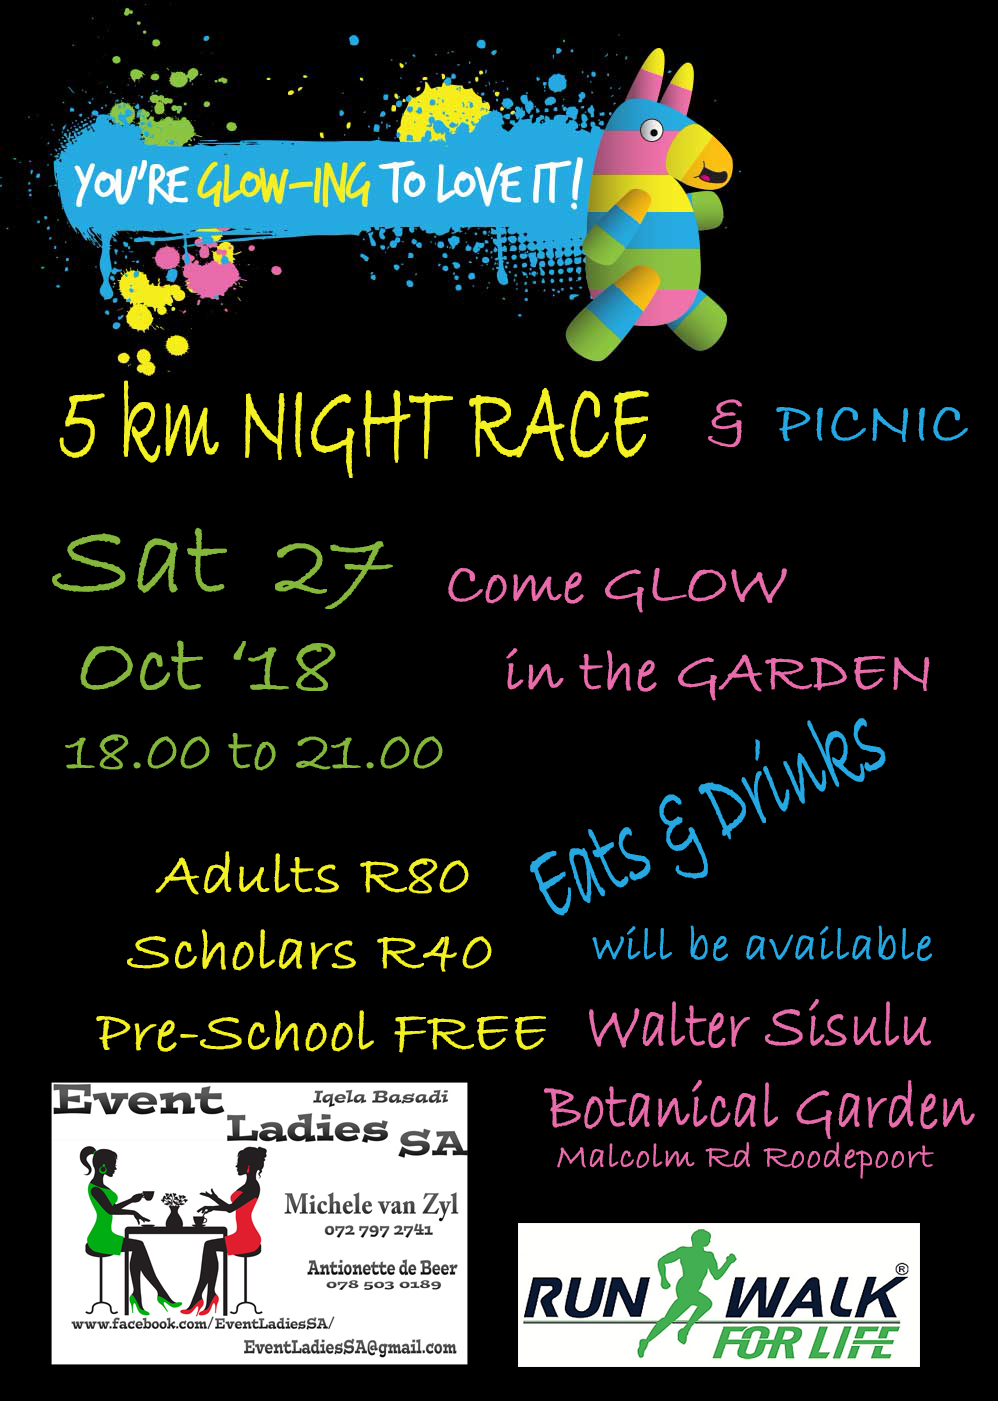 YOU'RE GLOW-ING TO LOVE IT!
5 km NIGHT RACE & PICNIC
Sat 27
Oct '18
18.00 to 21.00
Come GLOW
in the GARDEN
Eats & Drinks
will be available
Adults R80
Scholars R40
Pre-School FREE
Walter Sisulu
Botanical Garden
Malcolm Rd Roodepoort
Event
Ladies SA
Iqela Basadi
Michele van Zyl
072 797 2741
Antionette de Beer
078 503 0189
www.facebook.com/EventLadiesSA/
EventLadiesSA@gmail.com
RUN WALK®
FOR LIFE